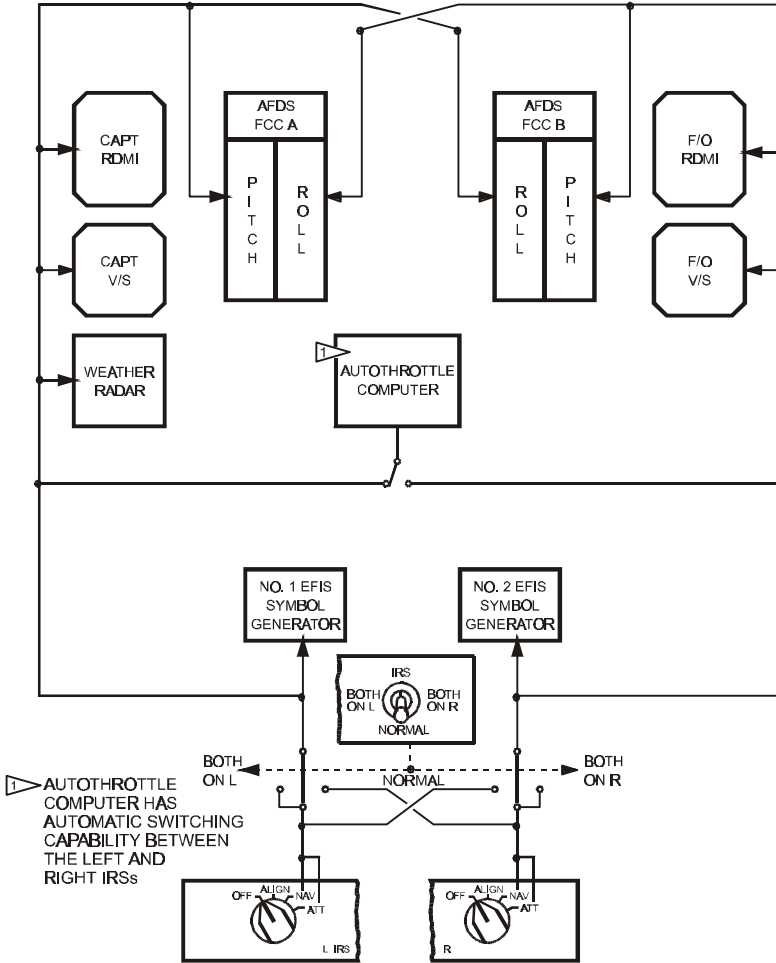 AFDS
FCC A
AFDS
FCC B
CAPT
RDMI
P
I
T
C
H
R
O
L
L
R
O
L
L
P
I
T
C
H
F/O
RDMI
CAPT
V/S
F/O
V/S
WEATHER
RADAR
1
AUTOTHROTTLE
COMPUTER
NO. 1 EFIS
SYMBOL
GENERATOR
NO. 2 EFIS
SYMBOL
GENERATOR
IRS
BOTH
ON L
BOTH
ON R
NORMAL
BOTH
ON L
NORMAL
BOTH
ON R
1
AUTOTHROTTLE
COMPUTER HAS
AUTOMATIC SWITCHING
CAPABILITY BETWEEN
THE LEFT AND
RIGHT IRSs
OFF
ALIGN
NAV
ATT
L IRS
OFF
ALIGN
NAV
ATT
R